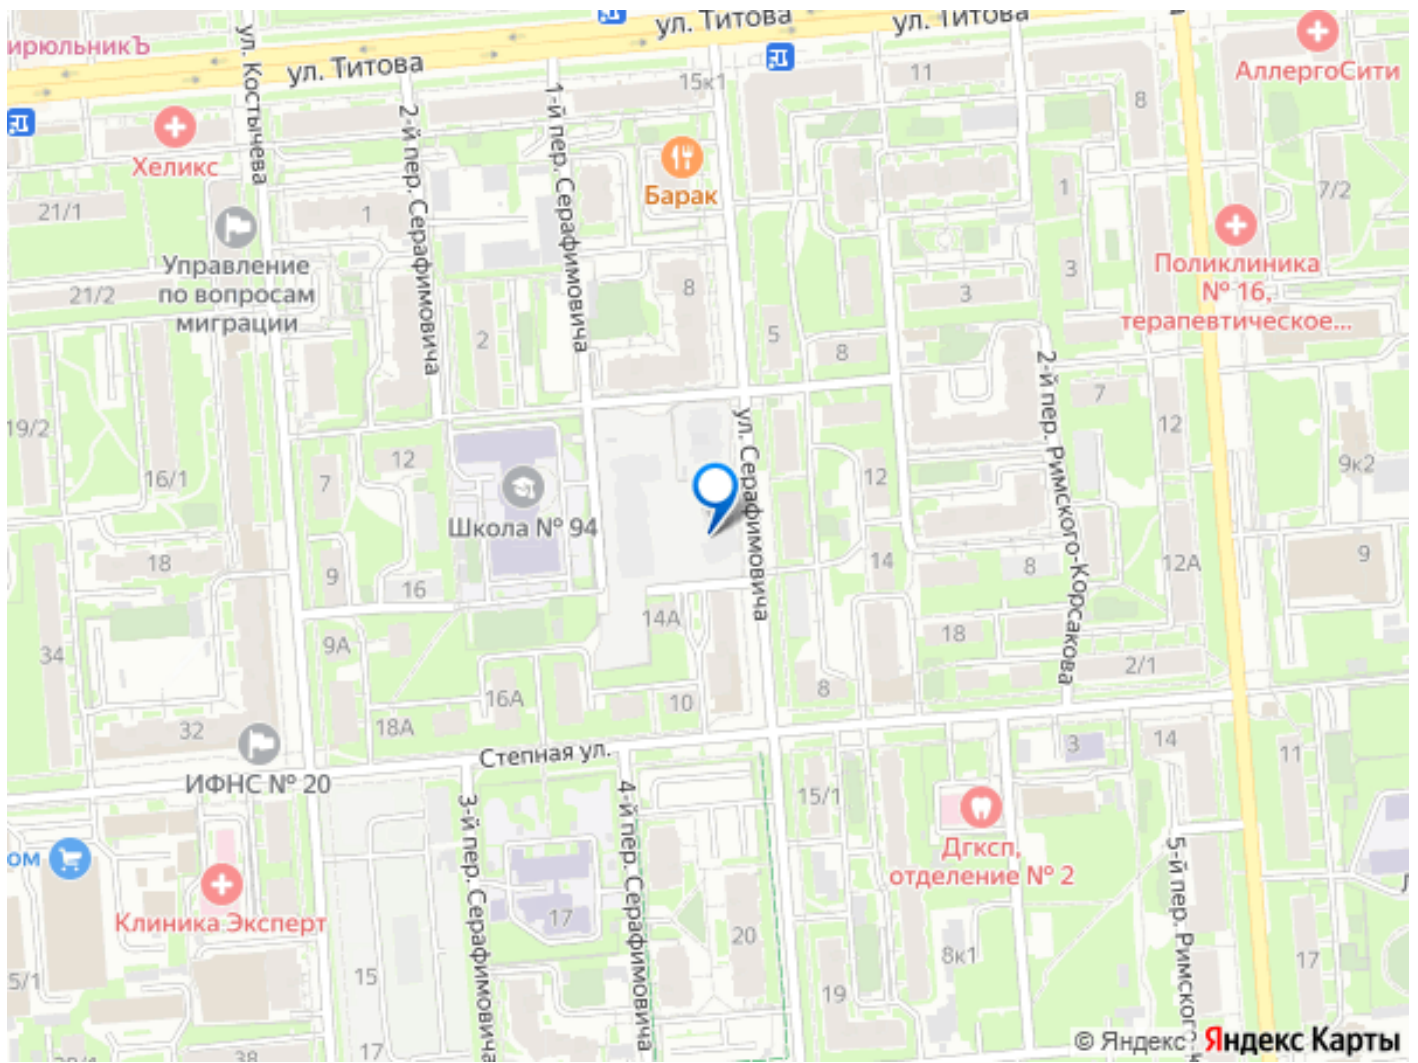 ул. Титова
ул. Титова
ул. Титова
ирюльникЪ
ул. Костычева
2-й пер. Серафимовича
1-й пер. Серафимовича
15к1
11
8
АллергоСити
Хеликс
Барак
21/1
1
1
7/2
Управление
по вопросам
миграции
21/2
2
8
5
8
3
3
Поликлиника
№ 16,
терапевтическое...
2-й пер. Римского-Корсакова
7
12
ул. Серафимовича
19/2
16/1
7
12
Школа № 94
12
9к2
18
9
16
14
8
12А
9
34
9А
14А
18
2/1
16А
10
8
18А
32
ИФНС № 20
Степная ул.
3
14
11
3-й пер. Серафимовича
4-й пер. Серафимовича
15/1
Дгксп,
отделение № 2
5-й пер. Римского
ом
Клиника Эксперт
17
20
15
5/1
8к1
19
17
17
38
© Яндекс
Яндекс Карты